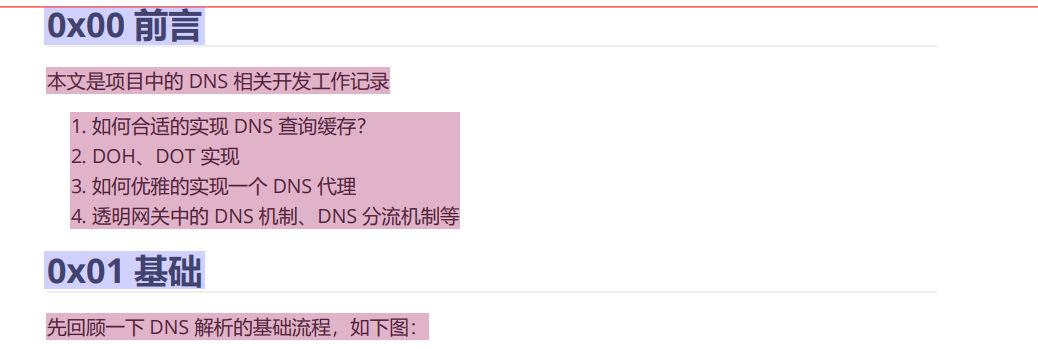 0x00 前言
本文是项目中的 DNS 相关开发工作记录
1. 如何合适的实现 DNS 查询缓存?
2. DOH、DOT 实现
3. 如何优雅的实现一个 DNS 代理
4. 透明网关中的 DNS 机制、DNS 分流机制等
0x01 基础
先回顾一下 DNS 解析的基础流程，如下图：